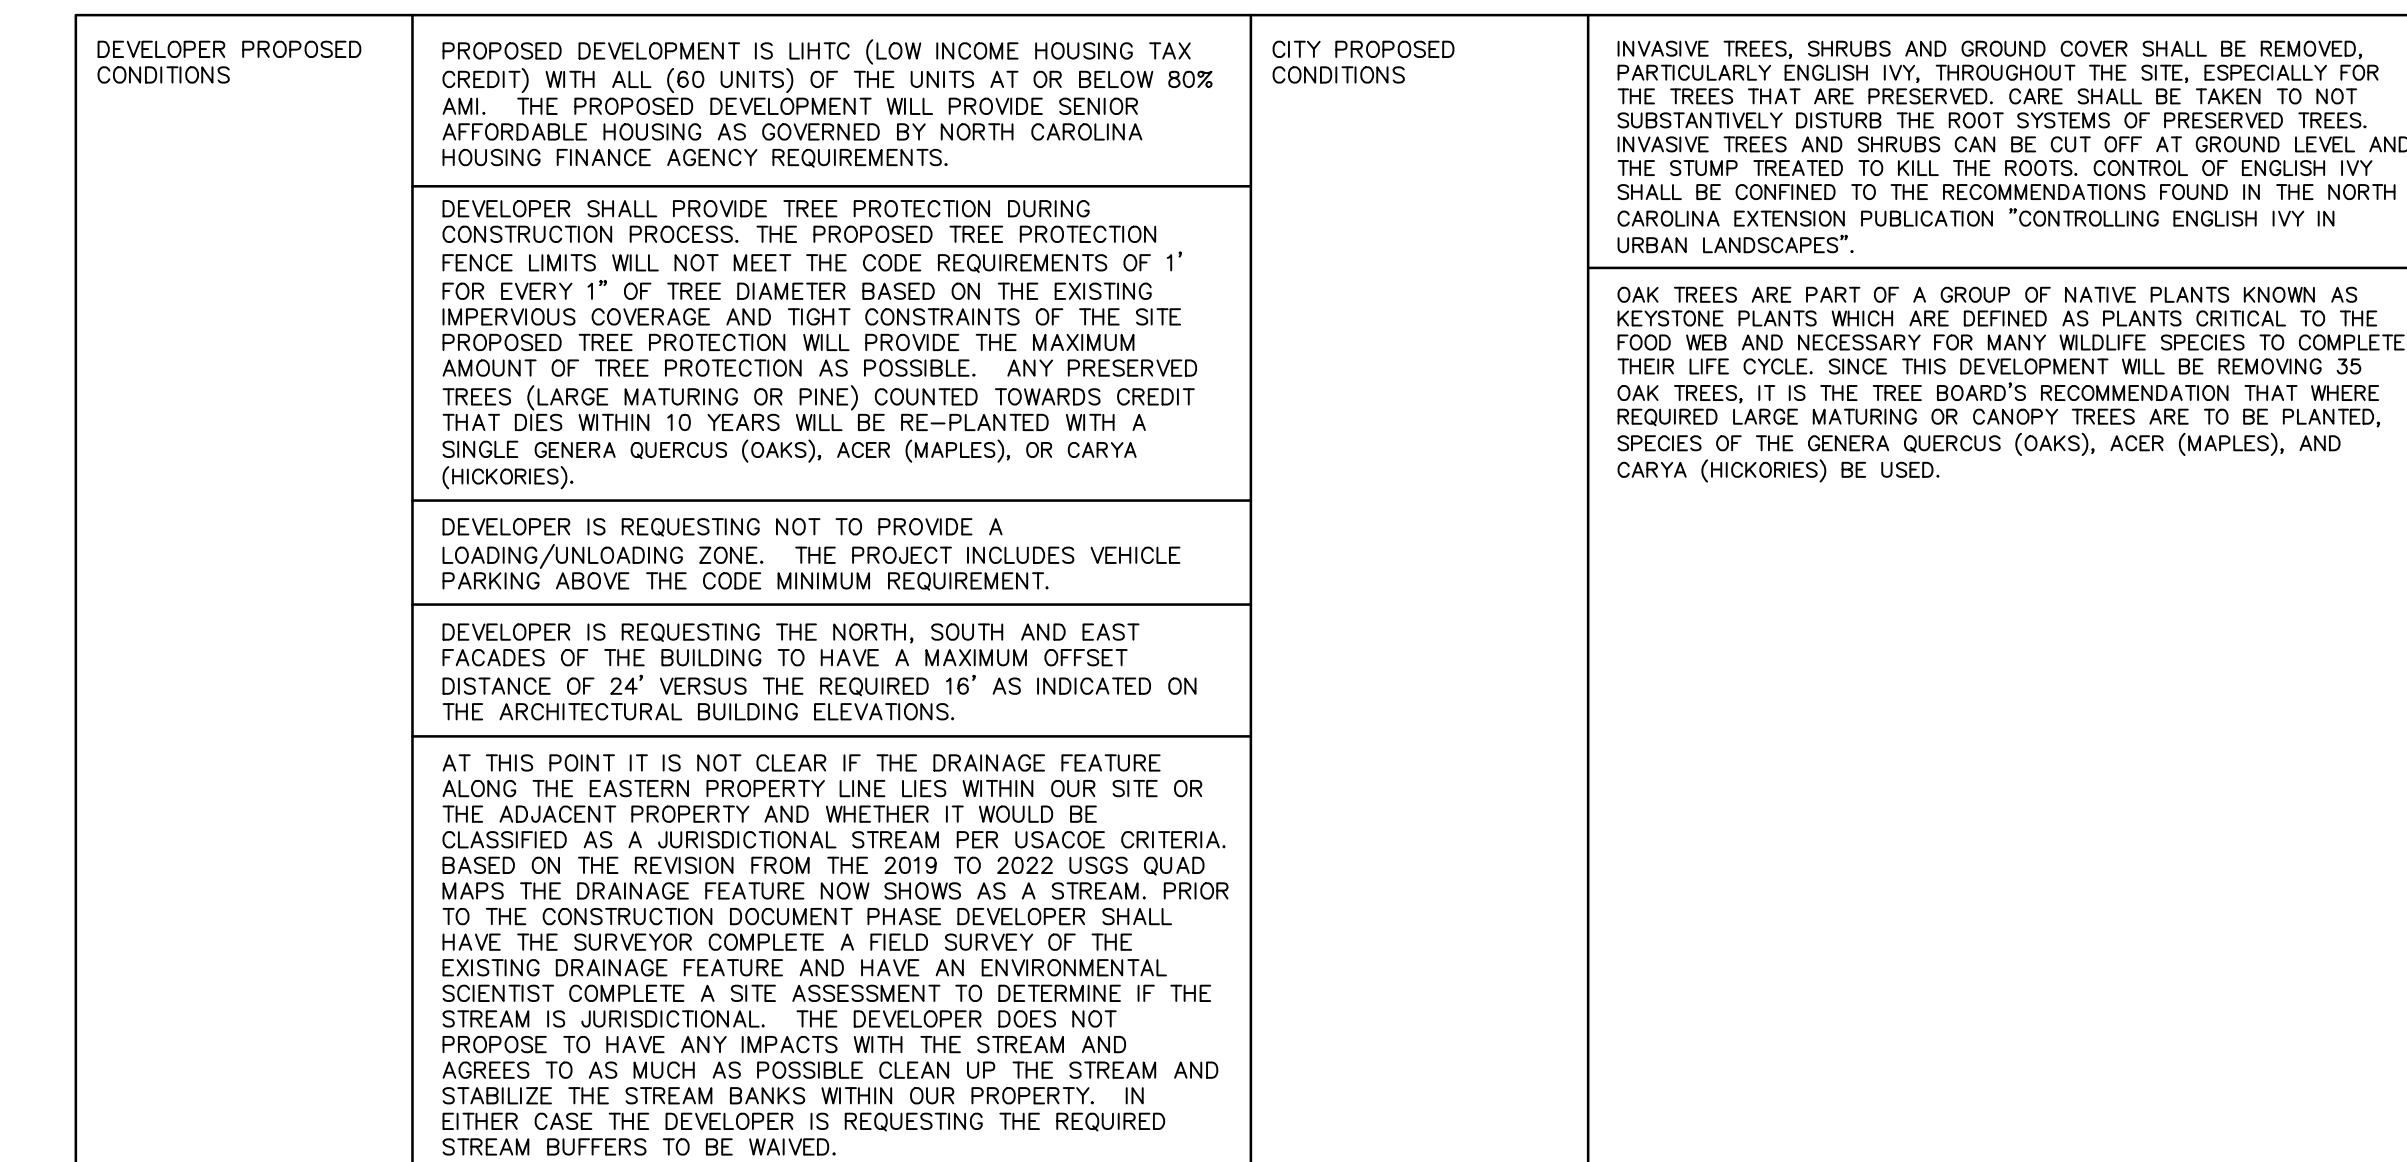 DEVELOPER PROPOSED
CONDITIONS
PROPOSED DEVELOPMENT IS LIHTC (LOW INCOME HOUSING TAX
CREDIT) WITH ALL (60 UNITS) OF THE UNITS AT OR BELOW 80%
AMI. THE PROPOSED DEVELOPMENT WILL PROVIDE SENIOR
AFFORDABLE HOUSING AS GOVERNED BY NORTH CAROLINA
HOUSING FINANCE AGENCY REQUIREMENTS.
DEVELOPER SHALL PROVIDE TREE PROTECTION DURING
CONSTRUCTION PROCESS. THE PROPOSED TREE PROTECTION
FENCE LIMITS WILL NOT MEET THE CODE REQUIREMENTS OF 1'
FOR EVERY 1" OF TREE DIAMETER BASED ON THE EXISTING
IMPERVIOUS COVERAGE AND TIGHT CONSTRAINTS OF THE SITE
PROPOSED TREE PROTECTION WILL PROVIDE THE MAXIMUM
AMOUNT OF TREE PROTECTION AS POSSIBLE. ANY PRESERVED
TREES (LARGE MATURING OR PINE) COUNTED TOWARDS CREDIT
THAT DIES WITHIN 10 YEARS WILL BE RE-PLANTED WITH A
SINGLE GENERA QUERCUS (OAKS), ACER (MAPLES), OR CARYA
(HICKORIES).
DEVELOPER IS REQUESTING NOT TO PROVIDE A
LOADING/UNLOADING ZONE. THE PROJECT INCLUDES VEHICLE
PARKING ABOVE THE CODE MINIMUM REQUIREMENT.
DEVELOPER IS REQUESTING THE NORTH, SOUTH AND EAST
FACADES OF THE BUILDING TO HAVE A MAXIMUM OFFSET
DISTANCE OF 24' VERSUS THE REQUIRED 16' AS INDICATED ON
THE ARCHITECTURAL BUILDING ELEVATIONS.
AT THIS POINT IT IS NOT CLEAR IF THE DRAINAGE FEATURE
ALONG THE EASTERN PROPERTY LINE LIES WITHIN OUR SITE OR
THE ADJACENT PROPERTY AND WHETHER IT WOULD BE
CLASSIFIED AS A JURISDICTIONAL STREAM PER USACOE CRITERIA.
BASED ON THE REVISION FROM THE 2019 TO 2022 USGS QUAD
MAPS THE DRAINAGE FEATURE NOW SHOWS AS A STREAM. PRIOR
TO THE CONSTRUCTION DOCUMENT PHASE DEVELOPER SHALL
HAVE THE SURVEYOR COMPLETE A FIELD SURVEY OF THE
EXISTING DRAINAGE FEATURE AND HAVE AN ENVIRONMENTAL
SCIENTIST COMPLETE A SITE ASSESSMENT TO DETERMINE IF THE
STREAM IS JURISDICTIONAL. THE DEVELOPER DOES NOT
PROPOSE TO HAVE ANY IMPACTS WITH THE STREAM AND
AGREES TO AS MUCH AS POSSIBLE CLEAN UP THE STREAM AND
STABILIZE THE STREAM BANKS WITHIN OUR PROPERTY. IN
EITHER CASE THE DEVELOPER IS REQUESTING THE REQUIRED
STREAM BUFFERS TO BE WAIVED.
CITY PROPOSED
CONDITIONS
INVASIVE TREES, SHRUBS AND GROUND COVER SHALL BE REMOVED,
PARTICULARLY ENGLISH IVY, THROUGHOUT THE SITE, ESPECIALLY FOR
THE TREES THAT ARE PRESERVED. CARE SHALL BE TAKEN TO NOT
SUBSTANTIVELY DISTURB THE ROOT SYSTEMS OF PRESERVED TREES.
INVASIVE TREES AND SHRUBS CAN BE CUT OFF AT GROUND LEVEL AND
THE STUMP TREATED TO KILL THE ROOTS. CONTROL OF ENGLISH IVY
SHALL BE CONFINED TO THE RECOMMENDATIONS FOUND IN THE NORTH
CAROLINA EXTENSION PUBLICATION "CONTROLLING ENGLISH IVY IN
URBAN LANDSCAPES".
OAK TREES ARE PART OF A GROUP OF NATIVE PLANTS KNOWN AS
KEYSTONE PLANTS WHICH ARE DEFINED AS PLANTS CRITICAL TO THE
FOOD WEB AND NECESSARY FOR MANY WILDLIFE SPECIES TO COMPLETE
THEIR LIFE CYCLE. SINCE THIS DEVELOPMENT WILL BE REMOVING 35
OAK TREES, IT IS THE TREE BOARD'S RECOMMENDATION THAT WHERE
REQUIRED LARGE MATURING OR CANOPY TREES ARE TO BE PLANTED,
SPECIES OF THE GENERA QUERCUS (OAKS), ACER (MAPLES), AND
CARYA (HICKORIES) BE USED.